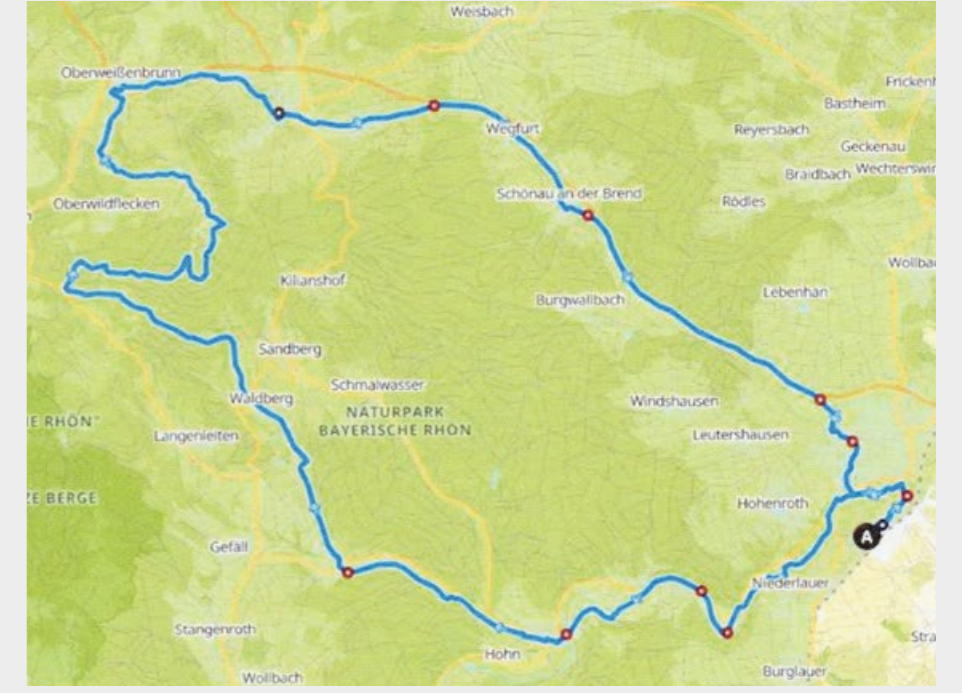 Weisbach
Oberweißenbrunn
Frickenh
Bastheim
Wegfurt
Reyersbach
Geckenau
Braidbach
Wechterswin
Schönau an der Brend
Rödles
Oberwildflecken
n
Kilianshof
Wollba
Burgwallbach
Lebenhan
Sandberg
Schmalwasser
Waldberg
Windshausen
NATURPARK
BAYERISCHE RHÖN
E RHÖN"
Langenleiten
Leutershausen
ZE BERGE
Hohenroth
A
Gefäll
Niederlauer
Stangenroth
Stra
Hohn
Wollbach
Burglauer